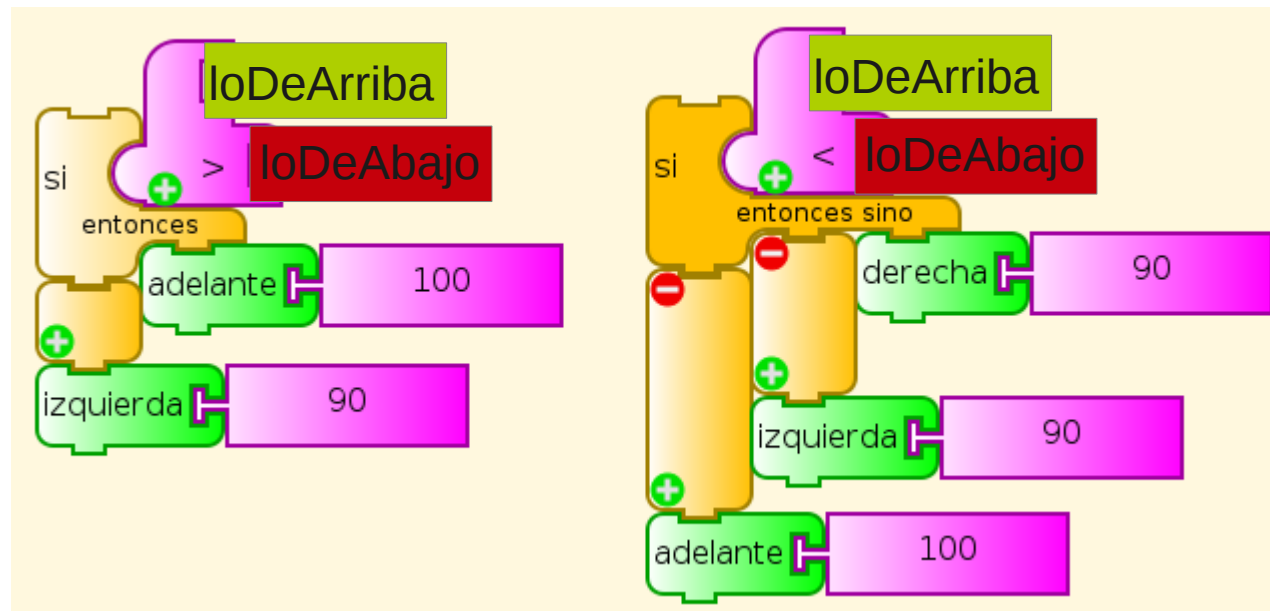 loDeArriba
si
>
loDeAbajo
entonces
adelante
100
izquierda
90
loDeArriba
si
<
loDeAbajo
entonces sino
derecha
90
izquierda
90
adelante
100